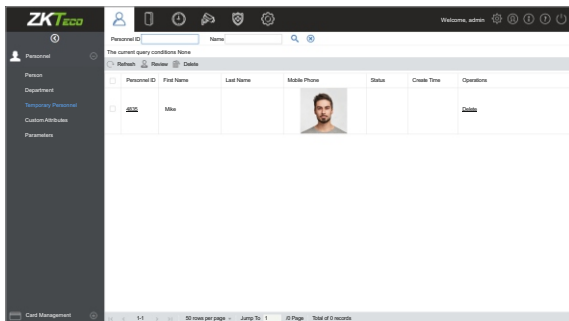 ZKTECO
Welcome, admin
Personnel ID
Name
The current query conditions None
Refresh Review Delete
Personnel
Person
Department
Temporary Personnel
Custom Attributes
Parameters
Personnel ID First Name Last Name Mobile Phone Status Create Time Operations
4835 Mike Delete
Card Management
1-1 50 rows per page Jump To 1 /0 Page Total of 0 records